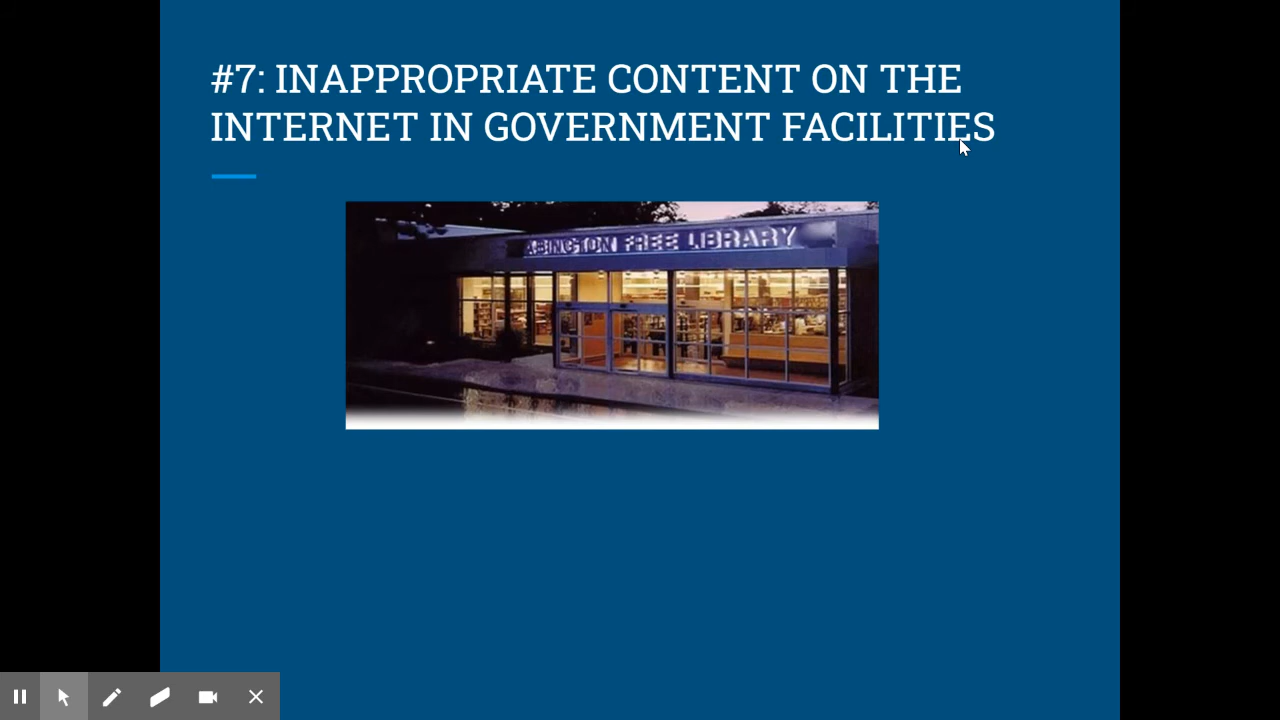 #7: INAPPROPRIATE CONTENT ON THE
INTERNET IN GOVERNMENT FACILITIES
ABINGTON FREE LIBRARY